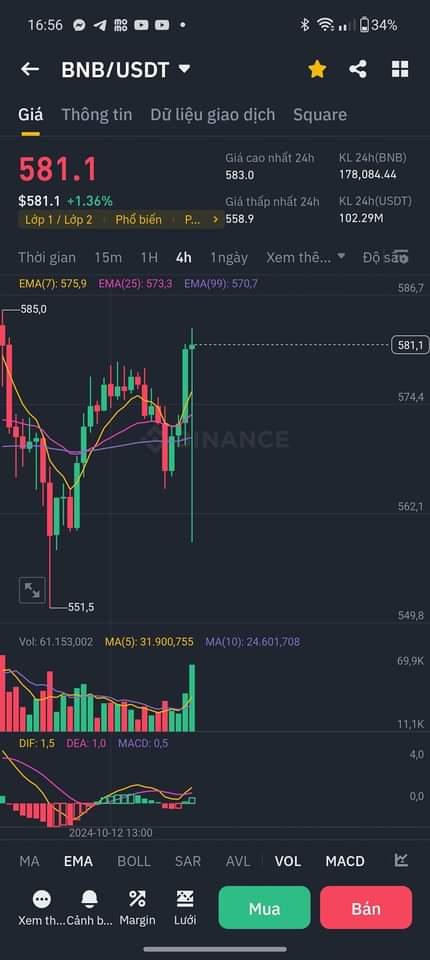 16:56 34%
BNB/USDT
Giá Thông tin Dữ liệu giao dịch Square
581.1
$581.1 +1.36%
Lớp 1 / Lớp 2 Phổ biến P...
Giá cao nhất 24h KL 24h(BNB)
583.0 178,084.44
Giá thấp nhất 24h KL 24h(USDT)
558.9 102.29M
Thời gian 15m 1H 4h 1ngày Xem thê... Độ sâu
EMA(7): 575,9 EMA(25): 573,3 EMA(99): 570,7
586,7
585,0
581,1
574,4
BINANCE
562,1
551,5
549,8
Vol: 61.153,002 MA(5): 31.900,755 MA(10): 24.601,708
69,9K
11,1K
DIF: 1,5 DEA: 1,0 MACD: 0,5
4,0
0,0
2024-10-12 13:00
MA EMA BOLL SAR AVL VOL MACD
Xem th... Cảnh b... Margin Lưới Mua Bán